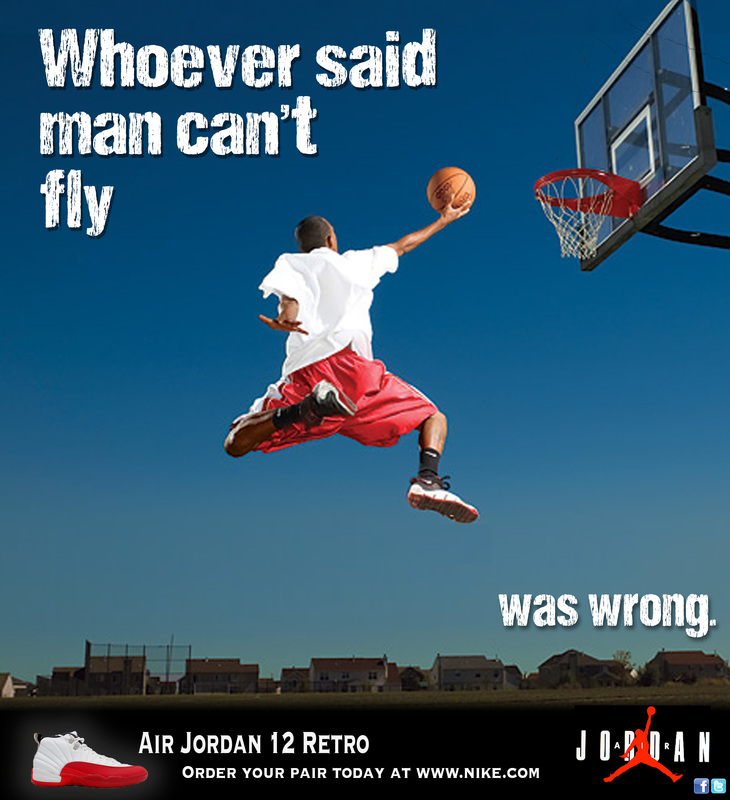 Whoever said
man can't
fly
was wrong.
Air Jordan 12 Retro
Order your pair today at www.nike.com
JORDAN
AIR
f
t